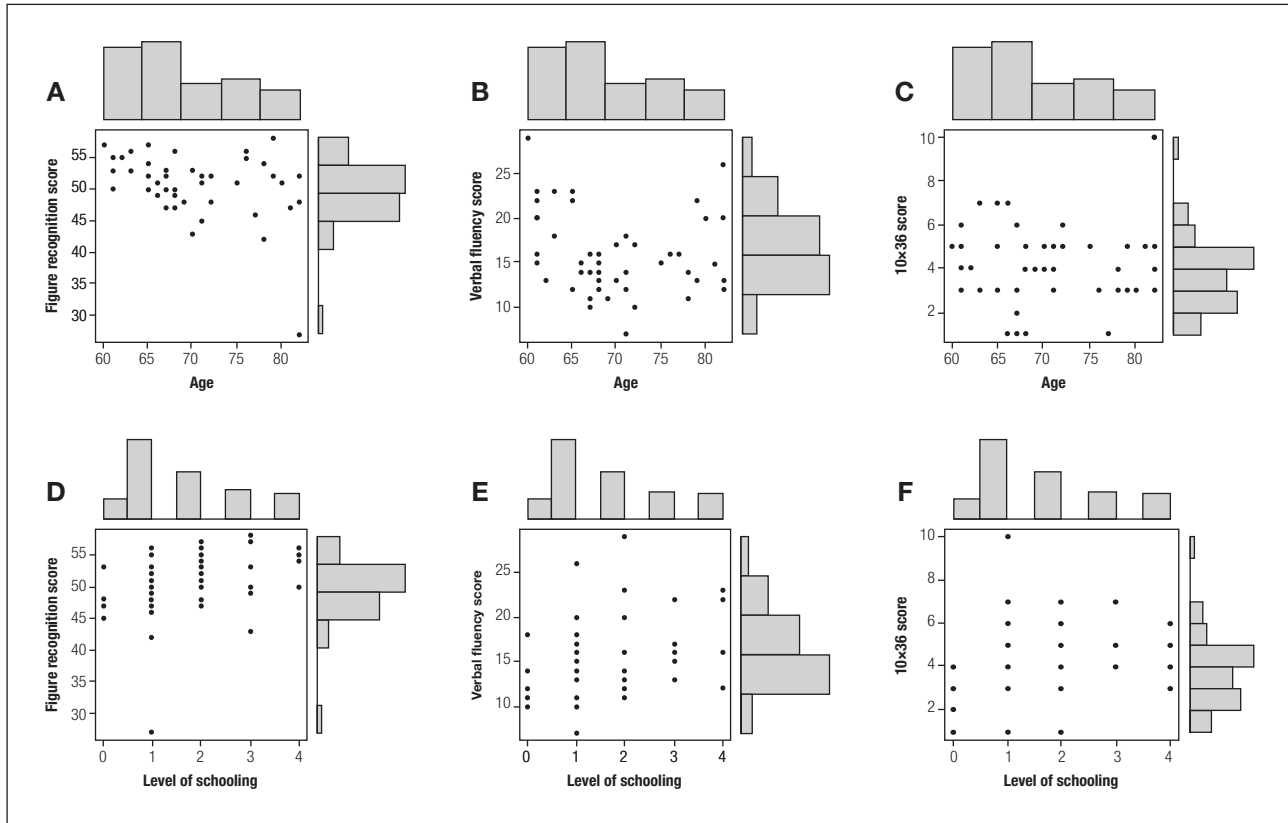 A
Figure recognition score
55
50
45
40
35
30
60 65 70 75 80
Age
B
Verbal fluency score
25
20
15
10
60 65 70 75 80
Age
C
10×36 score
10
8
6
4
2
60 65 70 75 80
Age
D
Figure recognition score
55
50
45
40
35
30
0 1 2 3 4
Level of schooling
E
Verbal fluency score
25
20
15
10
0 1 2 3 4
Level of schooling
F
10×36 score
10
8
6
4
2
0 1 2 3 4
Level of schooling